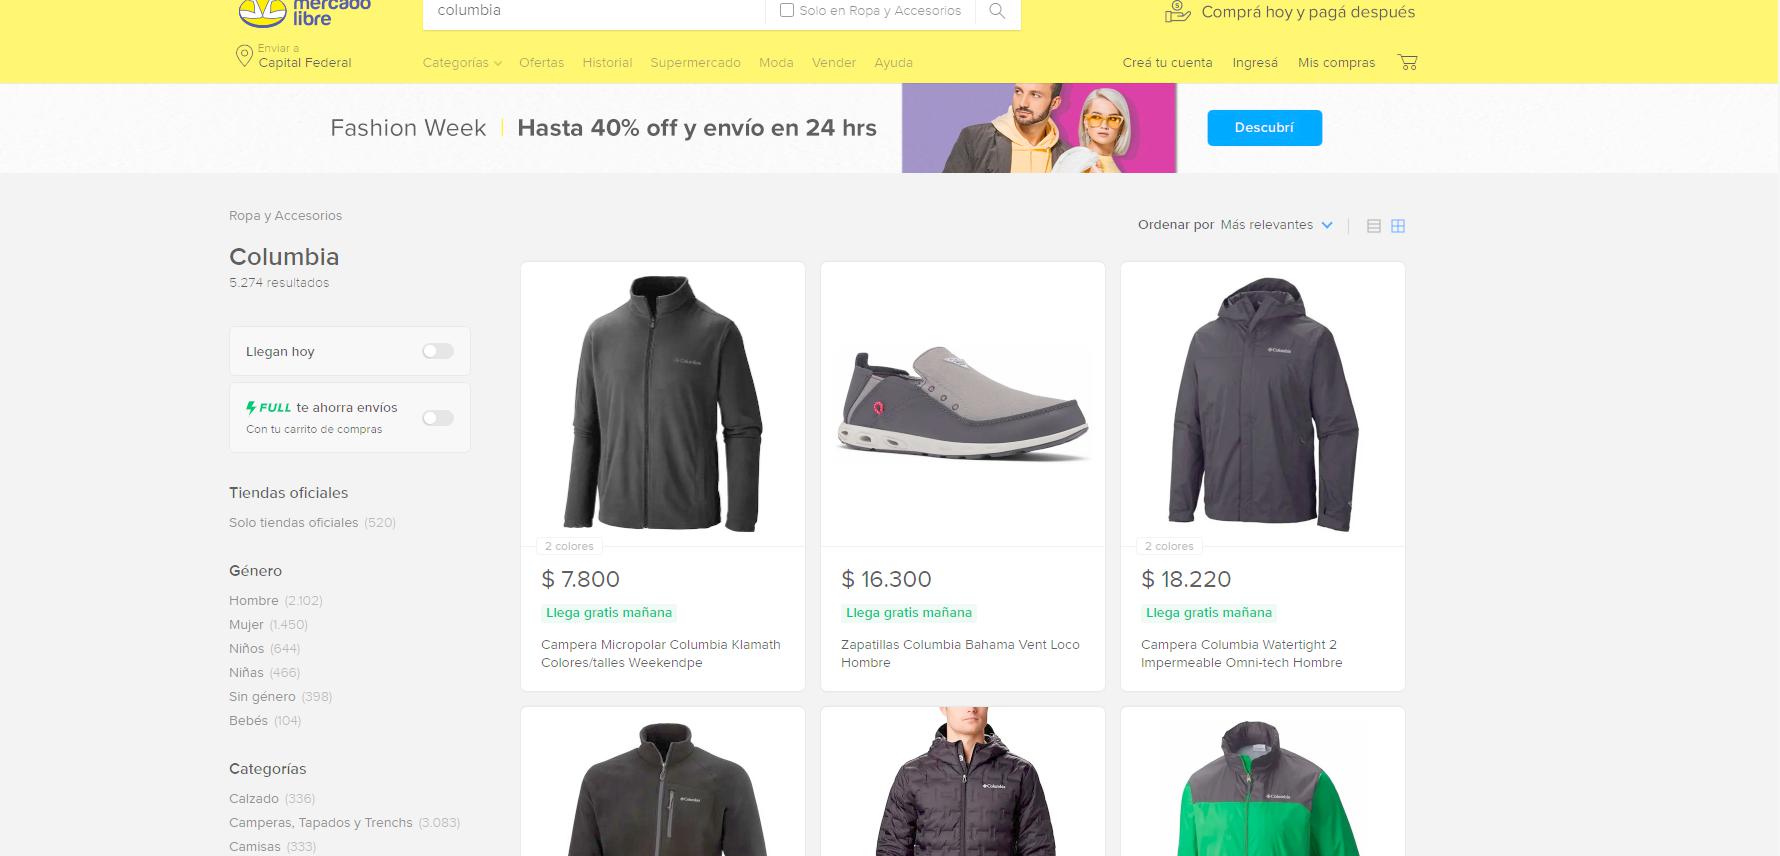 mercado
libre
columbia
Solo en Ropa y Accesorios
Comprá hoy y pagá después
Enviar a
Capital Federal
Categorías
Ofertas
Historial
Supermercado
Moda
Vender
Ayuda
Creá tu cuenta
Ingresá
Mis compras
Fashion Week
Hasta 40% off y envío en 24 hrs
Descubrí
Ropa y Accesorios
Columbia
5.274 resultados
Ordenar por Más relevantes
Llegan hoy
FULL te ahorra envíos
Con tu carrito de compras
Tiendas oficiales
Solo tiendas oficiales (520)
Género
Hombre (2.102)
Mujer (1.450)
Niños (644)
Niñas (466)
Sin género (398)
Bebés (104)
Categorías
Calzado (336)
Camperas, Tapados y Trenchs (3.083)
Camisas (333)
Columbia
2 colores
$ 7.800
Llega gratis mañana
Campera Micropolar Columbia Klamath
Colores/talles Weekendpe
$ 16.300
Llega gratis mañana
Zapatillas Columbia Bahama Vent Loco
Hombre
Columbia
2 colores
$ 18.220
Llega gratis mañana
Campera Columbia Watertight 2
Impermeable Omni-tech Hombre
Columbia
Columbia
Columbia